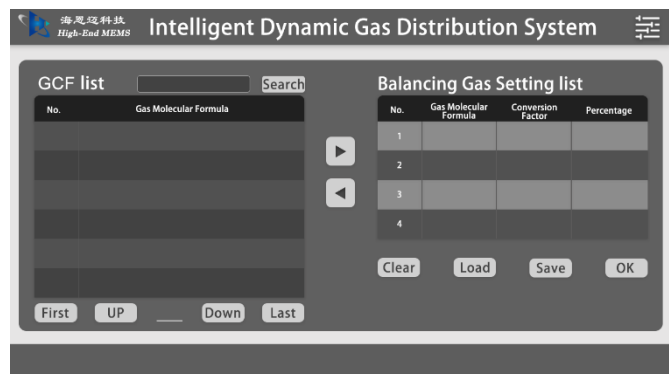 海恩迈科技
High-End MEMS
Intelligent Dynamic Gas Distribution System
GCF list
Search
No.
Gas Molecular Formula
First
UP
Down
Last
Balancing Gas Setting list
No.
Gas Molecular
Formula
Conversion
Factor
Percentage
1
2
3
4
Clear
Load
Save
OK